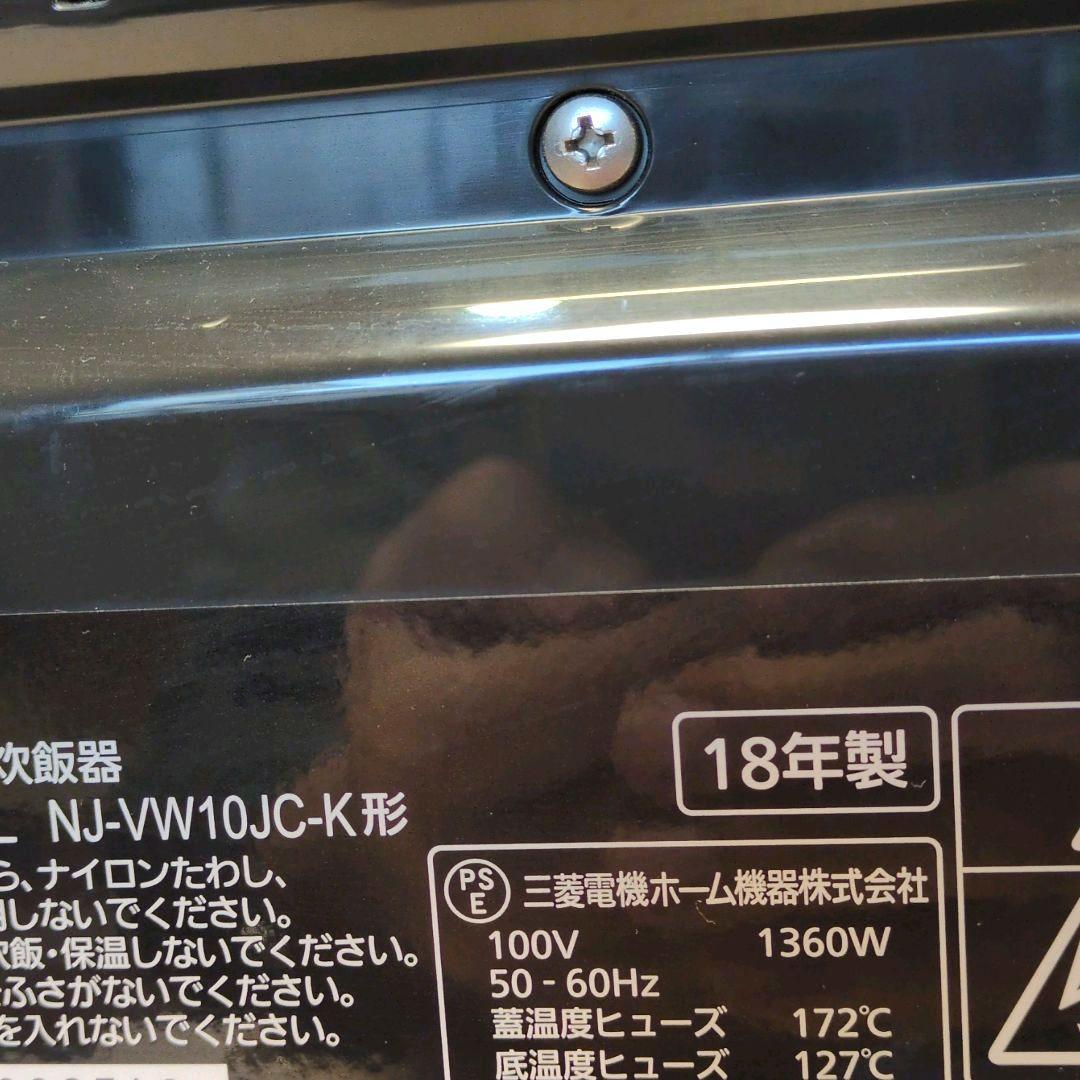 炊飯器
18年製
NJ-VW10JC-K形
ら、ナイロンたわし、
しないでください。
炊飯・保温しないでください。
ふさがないでください。
を入れないでください。
PSE 三菱電機ホーム機器株式会社
100V 1360W
50 - 60Hz
蓋温度ヒューズ 172℃
底温度ヒューズ 127℃